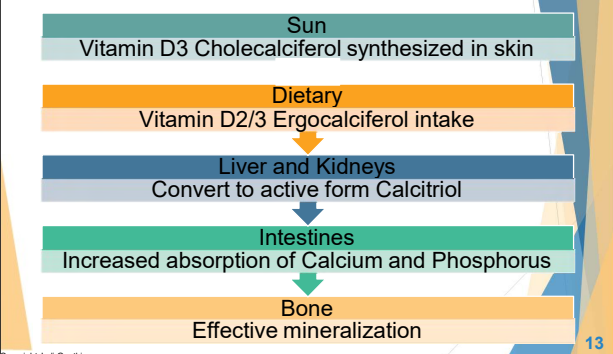 Sun
Vitamin D3 Cholecalciferol synthesized in skin
Dietary
Vitamin D2/3 Ergocalciferol intake
Liver and Kidneys
Convert to active form Calcitriol
Intestines
Increased absorption of Calcium and Phosphorus
Bone
Effective mineralization
13